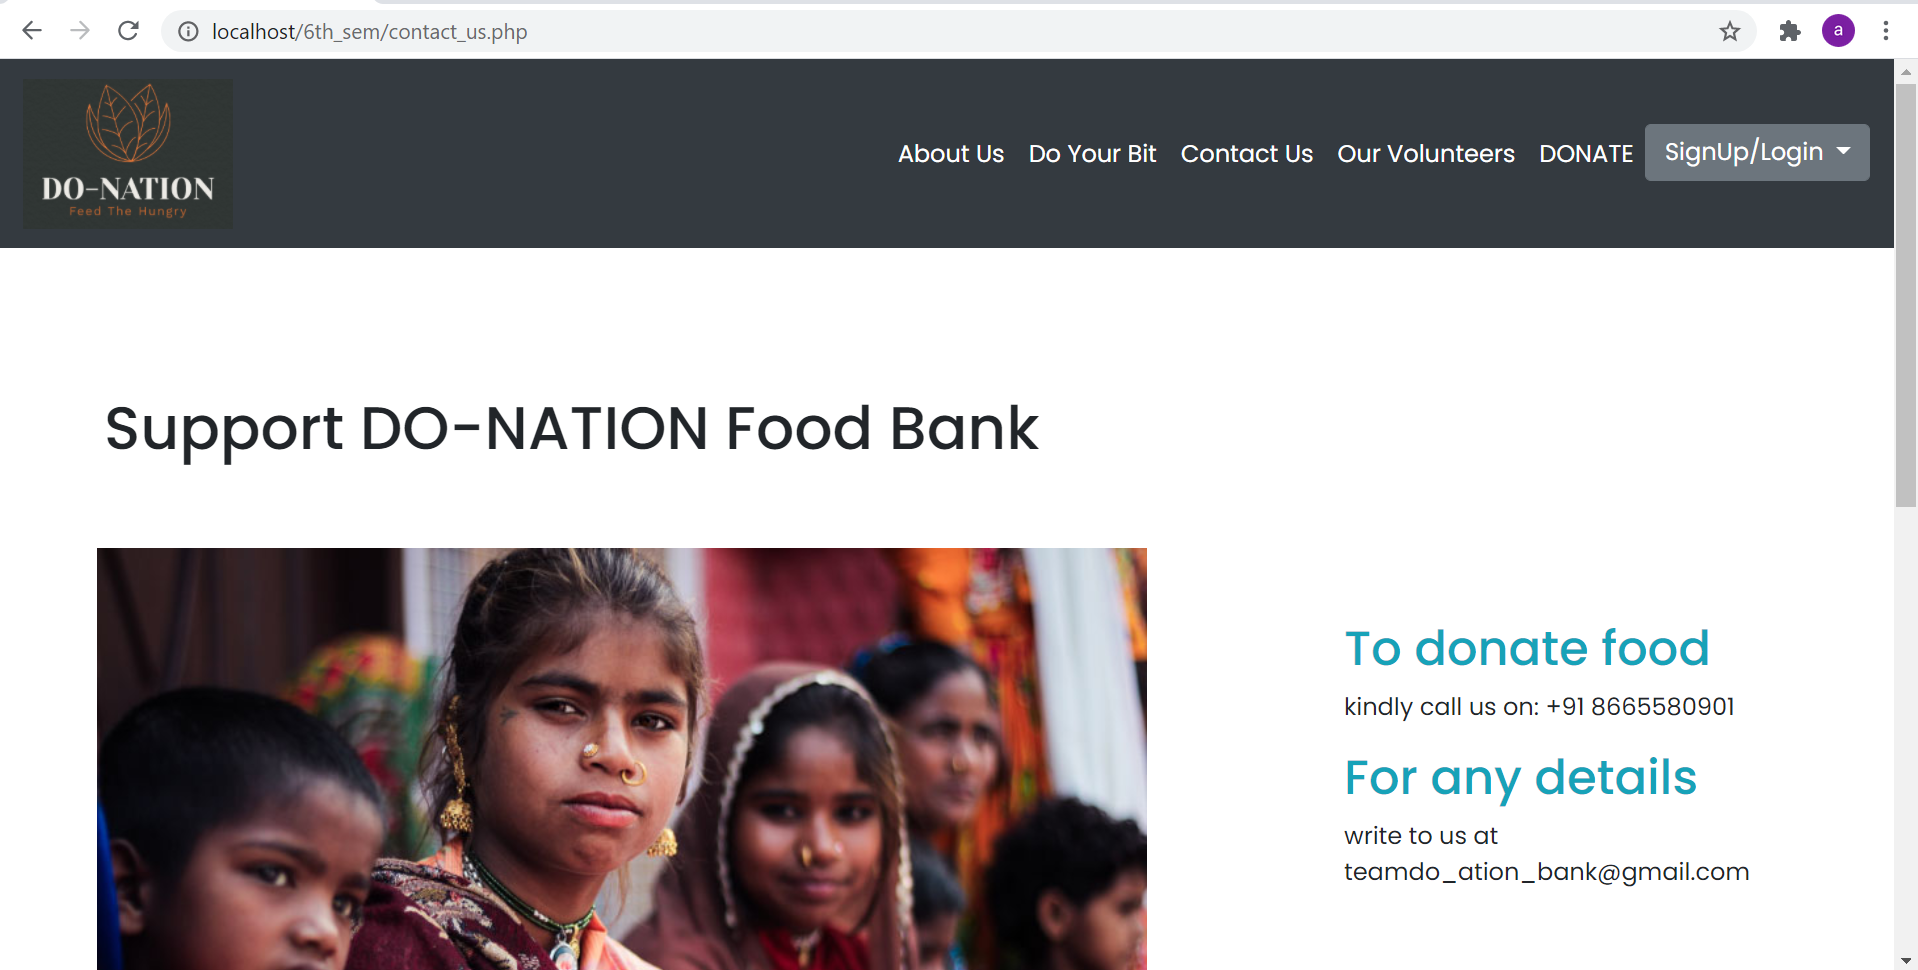 localhost/6th_sem/contact_us.php
a
DO-NATION
Feed The Hungry
About Us Do Your Bit Contact Us Our Volunteers DONATE SignUp/Login
Support DO-NATION Food Bank
To donate food
kindly call us on: +91 8665580901
For any details
write to us at
teamdo_ation_bank@gmail.com